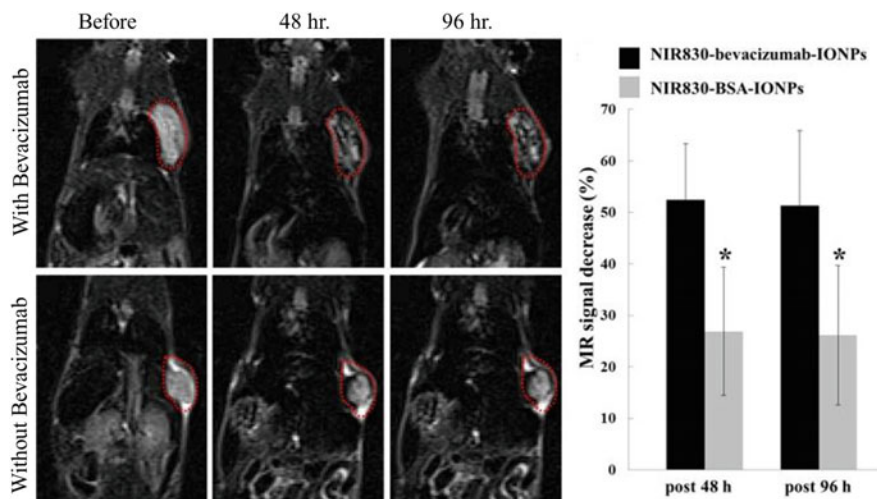 Before
48 hr.
96 hr.
With Bevacizumab
Without Bevacizumab
NIR830-bevacizumab-IONPs
NIR830-BSA-IONPs
MR signal decrease (%)
70
60
50
40
30
20
10
0
*
*
post 48 h
post 96 h